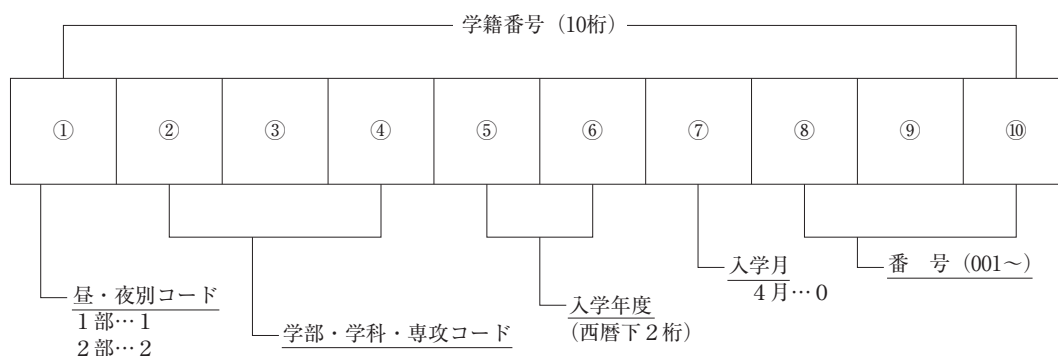 学籍番号（10桁）
① ② ③ ④ ⑤ ⑥ ⑦ ⑧ ⑨ ⑩
昼・夜別コード
１部…１
２部…２
学部・学科・専攻コード
入学年度
（西暦下２桁）
入学月
４月…０
番　号（001～）